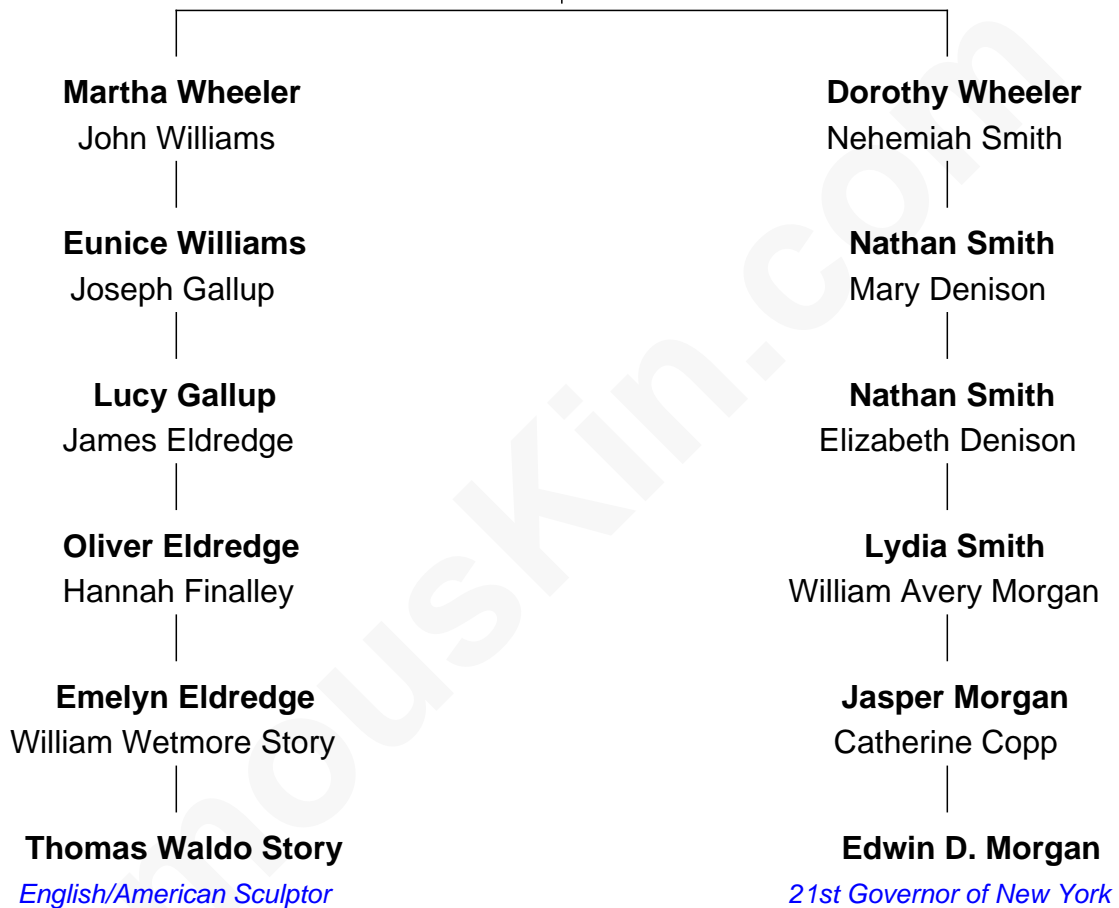 Martha Wheeler
John Williams
Dorothy Wheeler
Nehemiah Smith
Eunice Williams
Joseph Gallup
Nathan Smith
Mary Denison
Lucy Gallup
James Eldredge
Nathan Smith
Elizabeth Denison
Oliver Eldredge
Hannah Finalley
Lydia Smith
William Avery Morgan
Emelyn Eldredge
William Wetmore Story
Jasper Morgan
Catherine Copp
Thomas Waldo Story
English/American Sculptor
Edwin D. Morgan
21st Governor of New York
mousKin.com